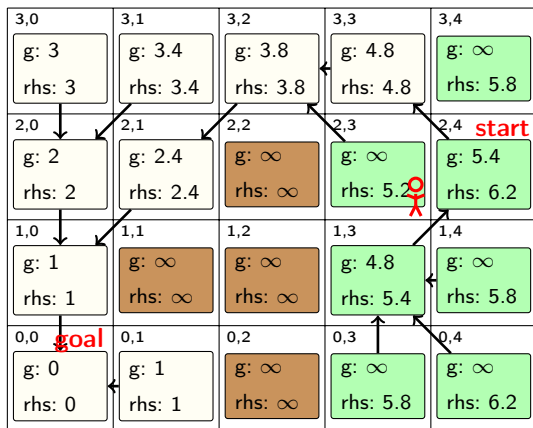 3,0 3,1 3,2 3,3 3,4
g: 3 g: 3.4 g: 3.8 g: 4.8 g: ∞
rhs: 3 rhs: 3.4 rhs: 3.8 rhs: 4.8 rhs: 5.8
2,0 2,1 2,2 2,3 2,4 start
g: 2 g: 2.4 g: ∞ g: ∞ g: 5.4
rhs: 2 rhs: 2.4 rhs: ∞ rhs: 5.2 rhs: 6.2
1,0 1,1 1,2 1,3 1,4
g: 1 g: ∞ g: ∞ g: 4.8 g: ∞
rhs: 1 rhs: ∞ rhs: ∞ rhs: 5.4 rhs: 5.8
0,0 goal 0,1 0,2 0,3 0,4
g: 0 g: 1 g: ∞ g: ∞ g: ∞
rhs: 0 rhs: 1 rhs: ∞ rhs: 5.8 rhs: 6.2